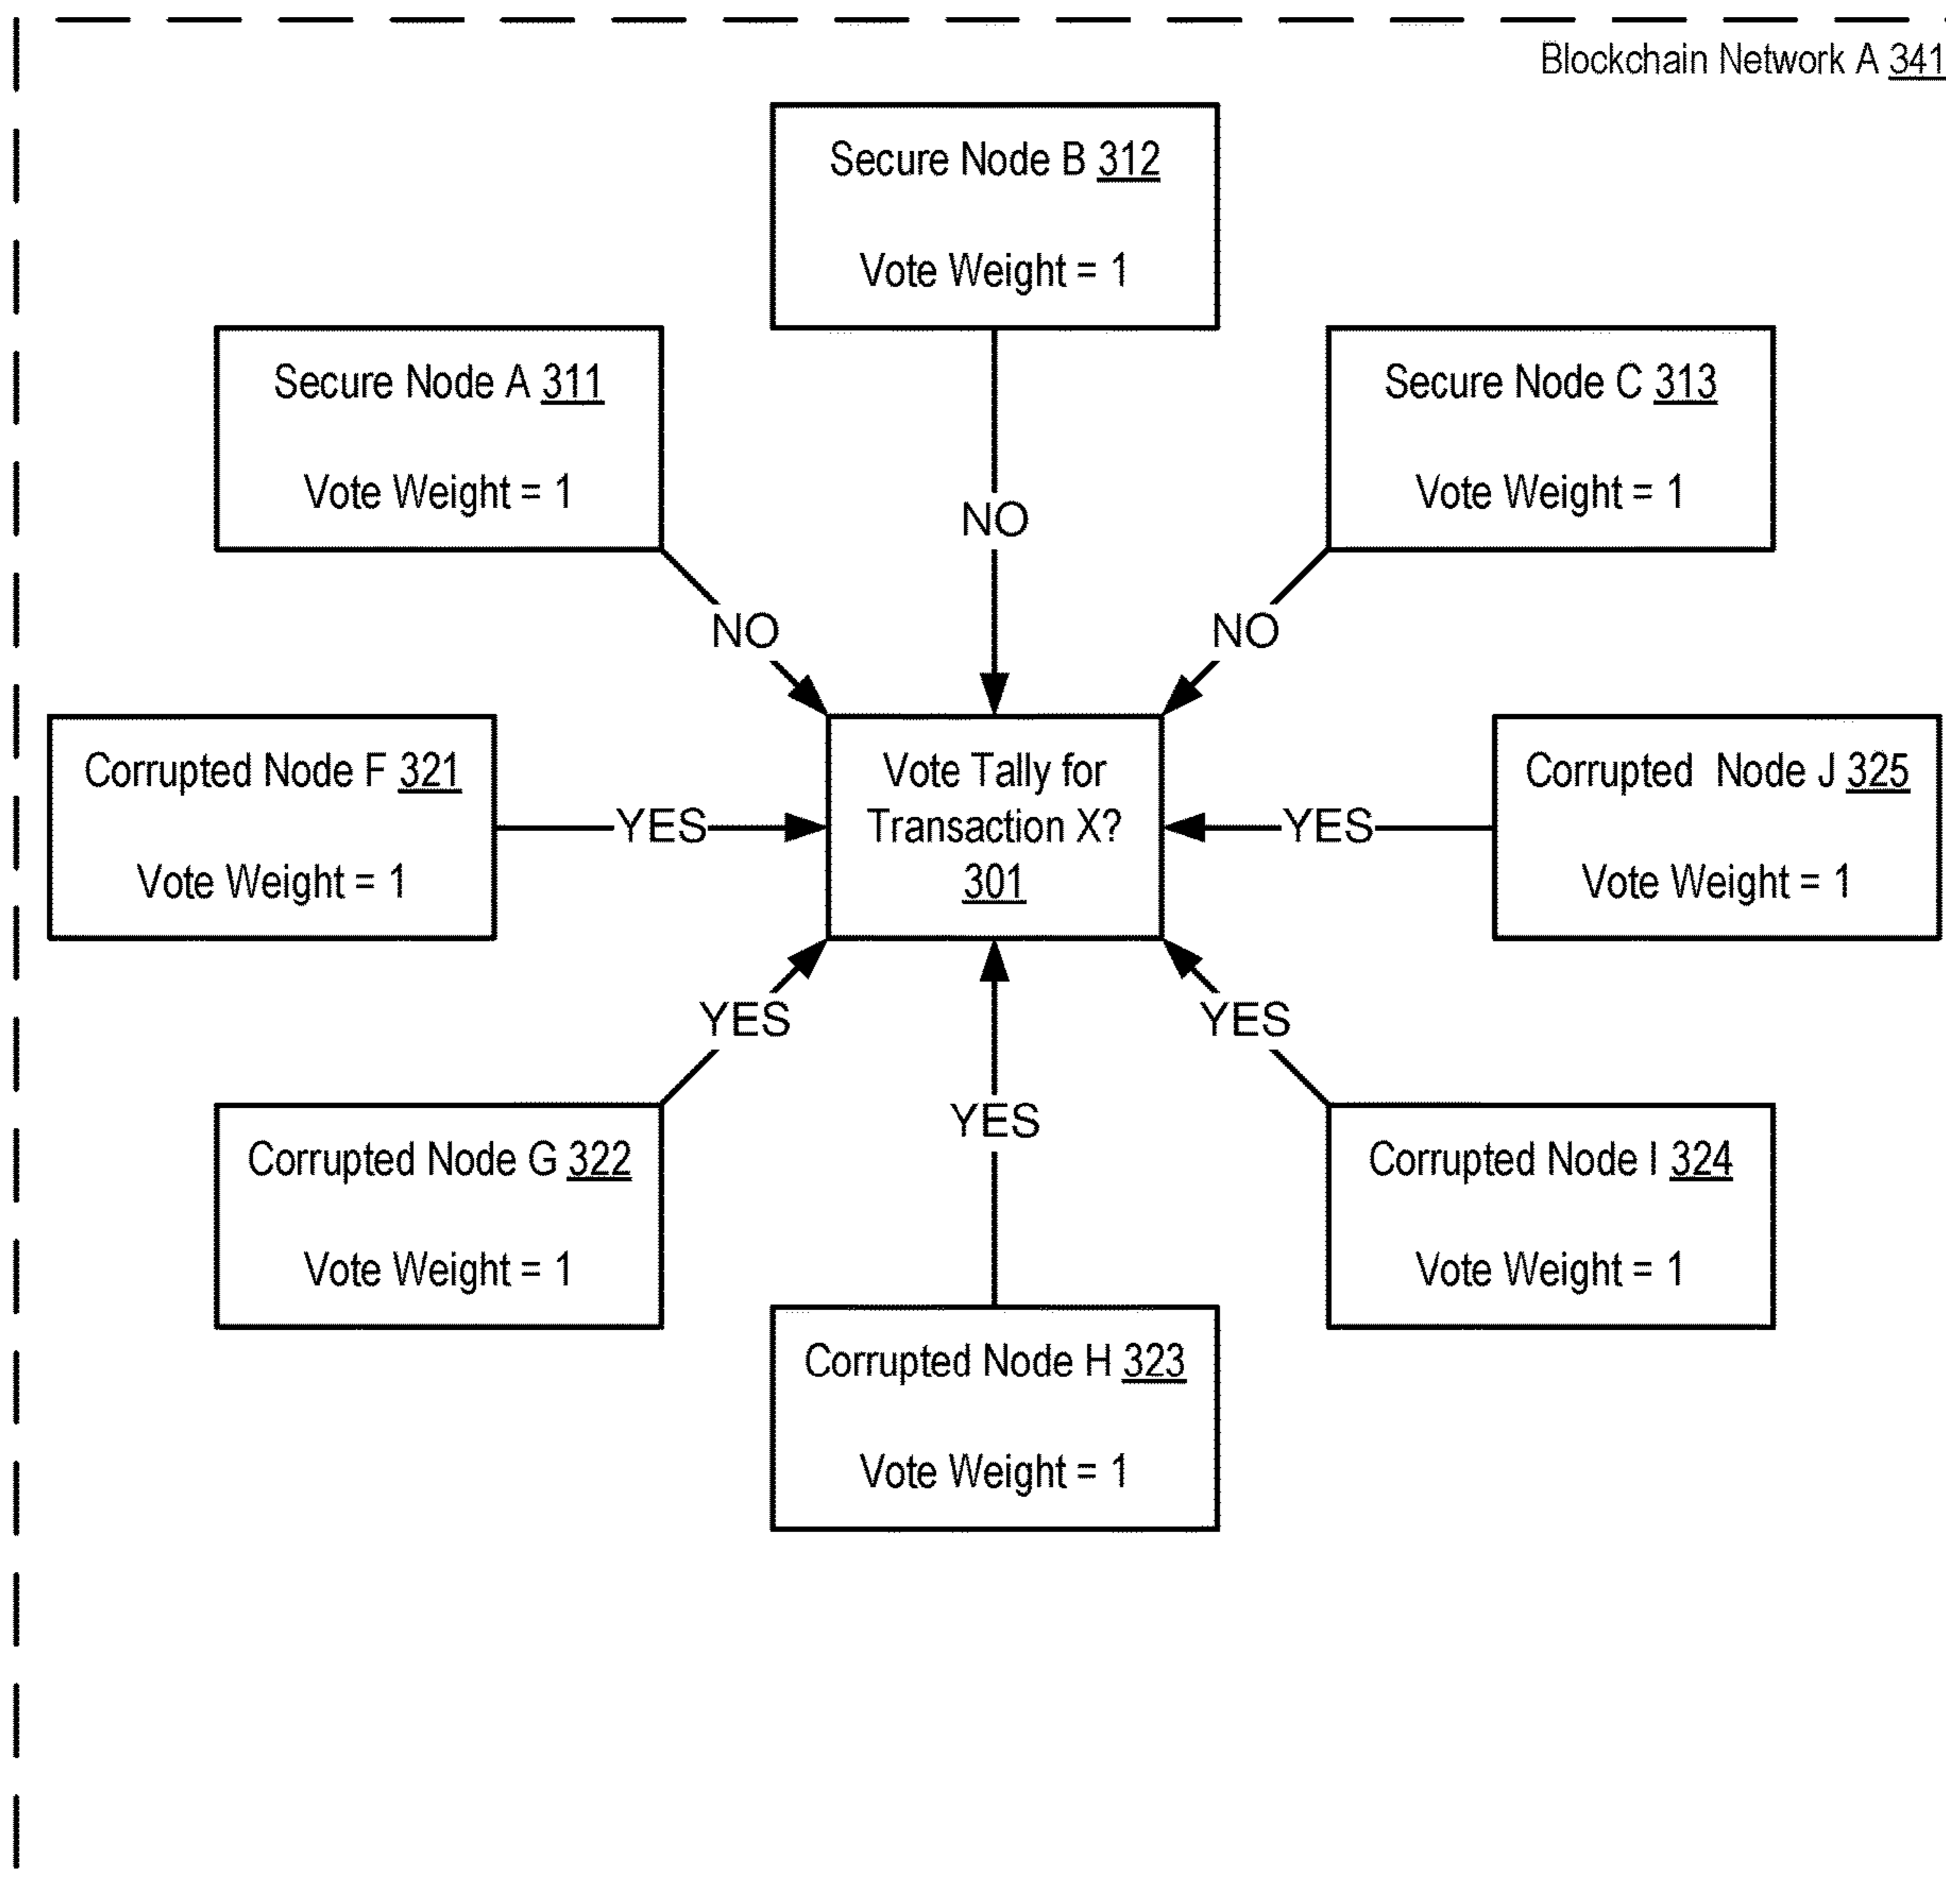 Blockchain Network A 341
Secure Node B 312
Vote Weight = 1
Secure Node A 311
Vote Weight = 1
Secure Node C 313
Vote Weight = 1
NO
NO
NO
Corrupted Node F 321
Vote Weight = 1
YES
Vote Tally for
Transaction X?
301
YES
Corrupted Node J 325
Vote Weight = 1
YES
YES
YES
Corrupted Node G 322
Vote Weight = 1
Corrupted Node I 324
Vote Weight = 1
Corrupted Node H 323
Vote Weight = 1